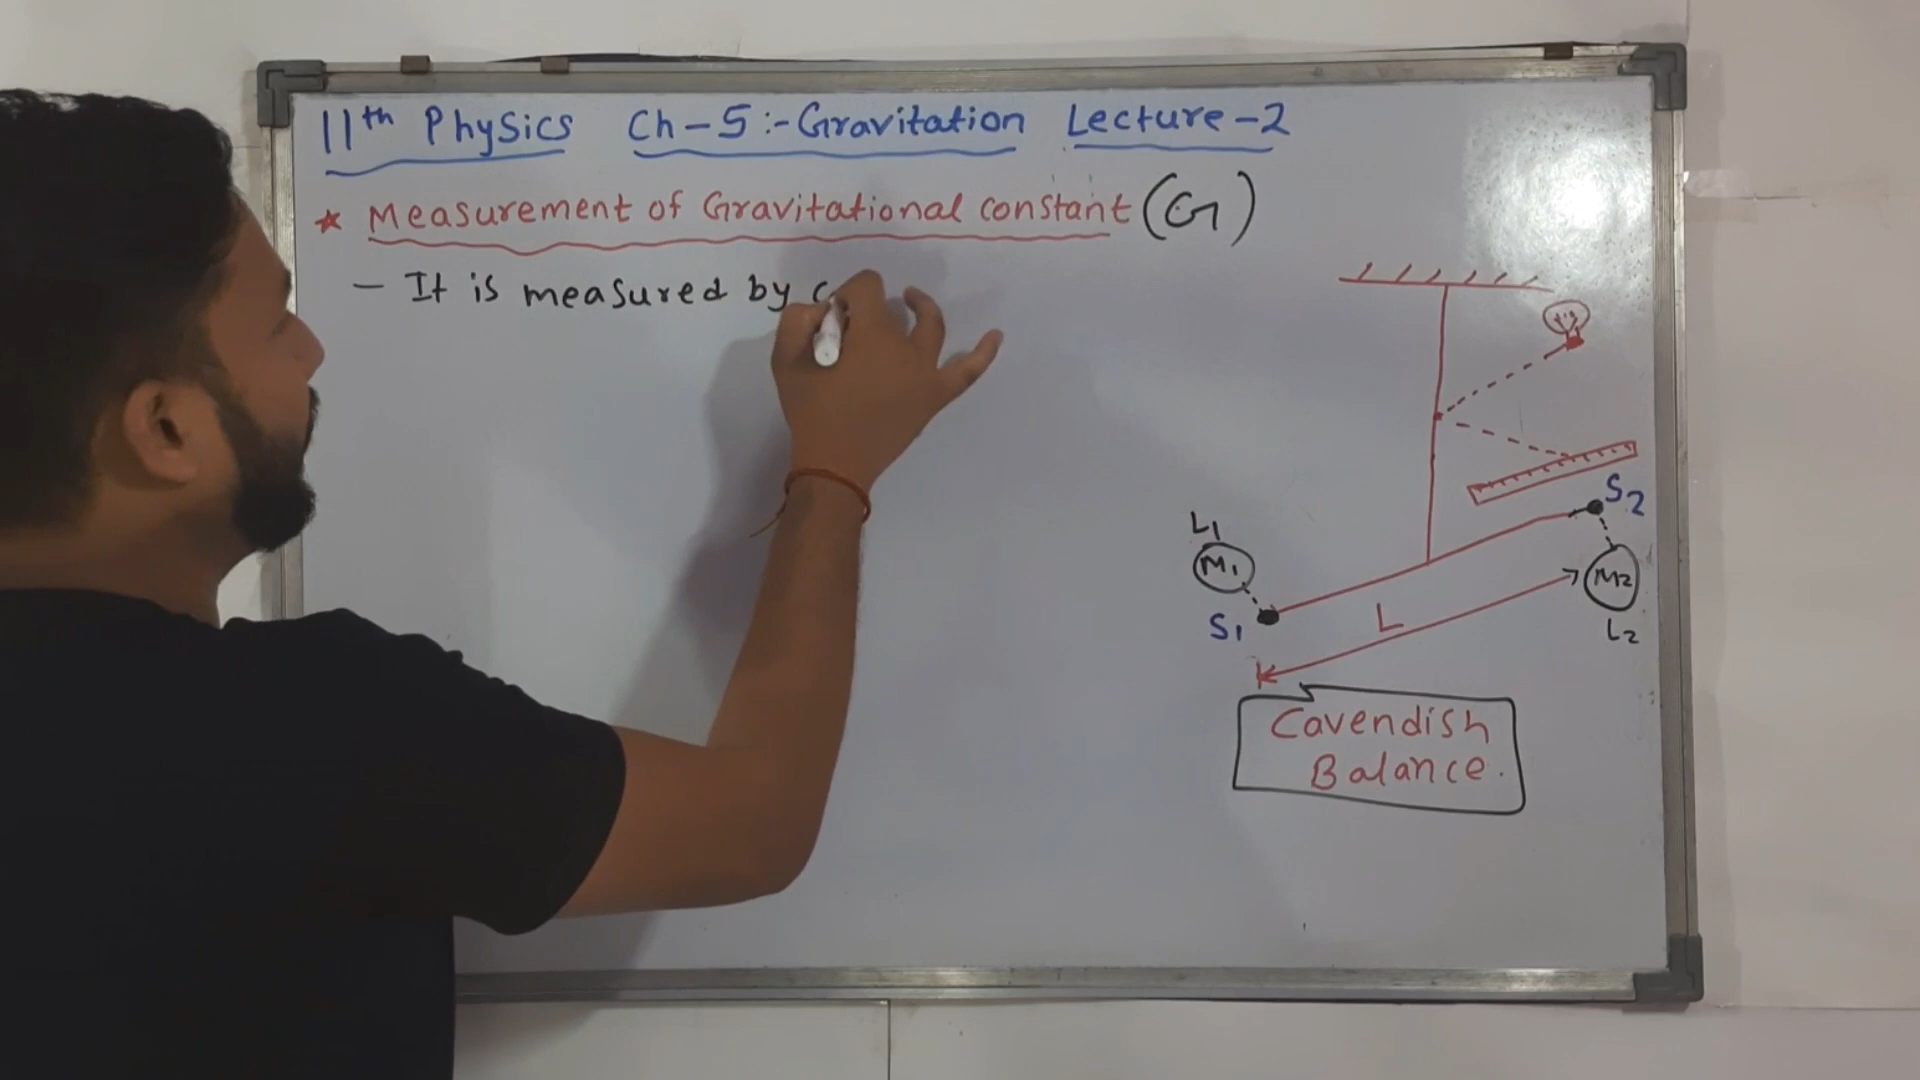 11th Physics Ch-5:- Gravitation Lecture-2
* Measurement of Gravitational constant (G)
- It is measured by
S2
L1
M1
M2
S1
L
L2
Cavendish
Balance.